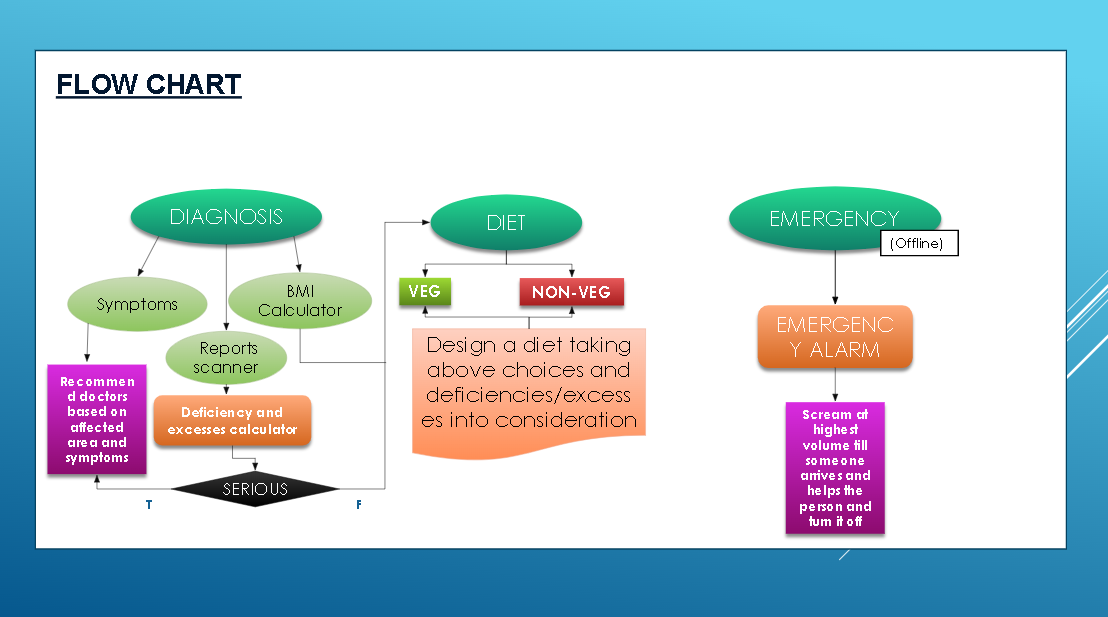 FLOW CHART
DIAGNOSIS
Symptoms
BMI
Calculator
Reports
scanner
Recommen
d doctors
based on
affected
area and
symptoms
Deficiency and
excesses calculator
SERIOUS
T
F
DIET
VEG
NON-VEG
Design a diet taking
above choices and
deficiencies/excess
es into consideration
EMERGENCY
(Offline)
EMERGENC
Y ALARM
Scream at
highest
volume till
someone
arrives and
helps the
person and
turn it off